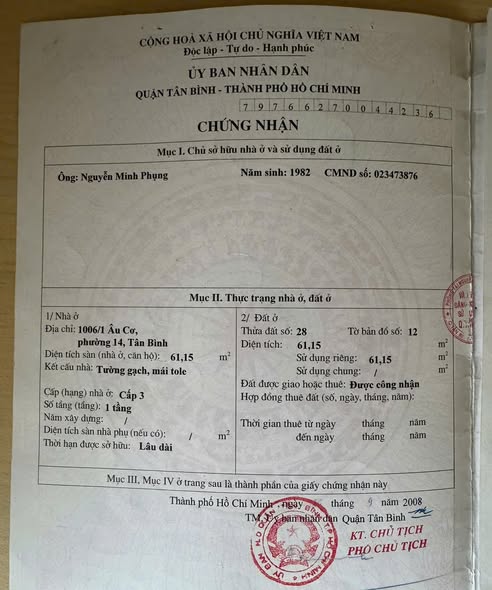 CỘNG HOÀ XÃ HỘI CHỦ NGHĨA VIỆT NAM
Độc lập - Tự do - Hạnh phúc
ỦY BAN NHÂN DÂN
QUẬN TÂN BÌNH - THÀNH PHỐ HỒ CHÍ MINH
7 9 7 6 6 2 7 0 0 0 4 4 2 3 6
CHỨNG NHẬN
Mục I. Chủ sở hữu nhà ở và sử dụng đất ở
Ông: Nguyễn Minh Phụng Năm sinh: 1982 CMND số: 023473876
Mục II. Thực trạng nhà ở, đất ở
1/ Nhà ở
Địa chỉ: 1006/1 Âu Cơ,
phường 14, Tân Bình
Diện tích sàn (nhà ở, căn hộ): 61,15 m²
Kết cấu nhà: Tường gạch, mái tole
Cấp (hạng) nhà ở: Cấp 3
Số tầng (tầng): 1 tầng
Năm xây dựng: /
Diện tích sàn nhà phụ (nếu có): / m²
Thời hạn được sở hữu: Lâu dài
2/ Đất ở
Thửa đất số: 28 Tờ bản đồ số: 12
Diện tích: 61,15 m²
Sử dụng riêng: 61,15 m²
Sử dụng chung: / m²
Đất được giao hoặc thuê: Được công nhận
Hợp đồng thuê đất (số, ngày, tháng, năm):
Thời gian thuê từ ngày tháng năm
đến ngày tháng năm
Mục III, Mục IV ở trang sau là thành phần của giấy chứng nhận này
Thành phố Hồ Chí Minh, ngày tháng 9 năm 2008
TM. Ủy ban nhân dân Quận Tân Bình
KT. CHỦ TỊCH
PHÓ CHỦ TỊCH